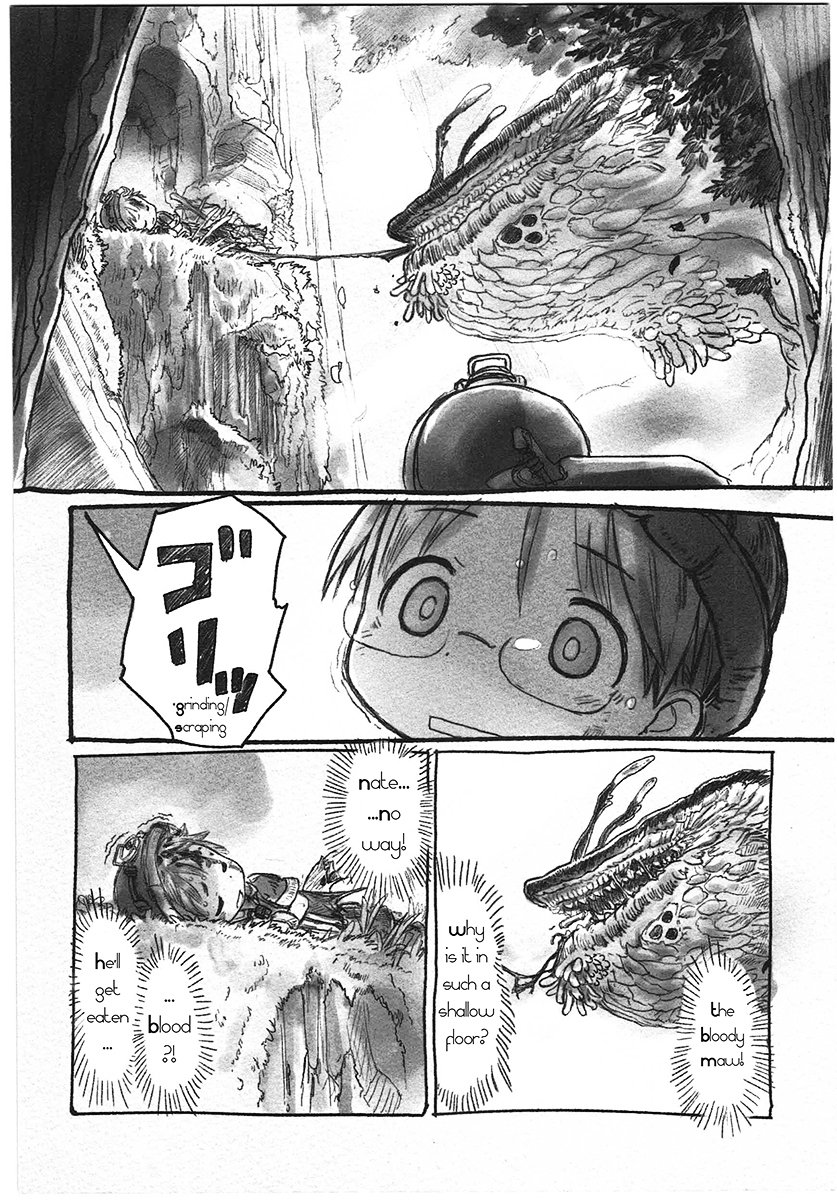 ゴリッ
·grinding/
scraping
the
bloody
maw!
Why
is it in
such a
shallow
floor?
nate...
...no
way!
...
blood
?!
he'll
get
eaten
...